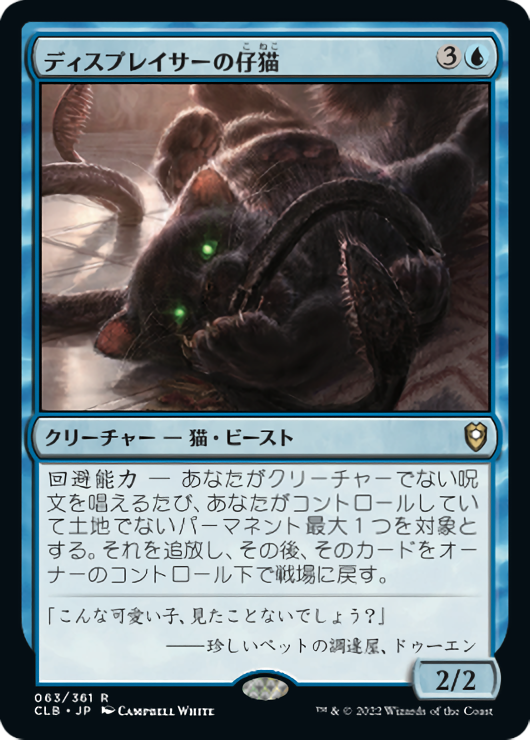 ディスプレイサーの仔猫 3
こねこ
クリーチャー — 猫・ビースト
回避能力 ― あなたがクリーチャーでない呪
文を唱えるたび、あなたがコントロールしてい
て土地でないパーマネント最大１つを対象と
する。それを追放し、その後、そのカードをオー
ナーのコントロール下で戦場に戻す。
「こんな可愛い子、見たことないでしょう？」
――珍しいペットの調達屋、ドゥーエン
2/2
063/361 R
CLB • JP Campbell White
™ & © 2022 Wizards of the Coast